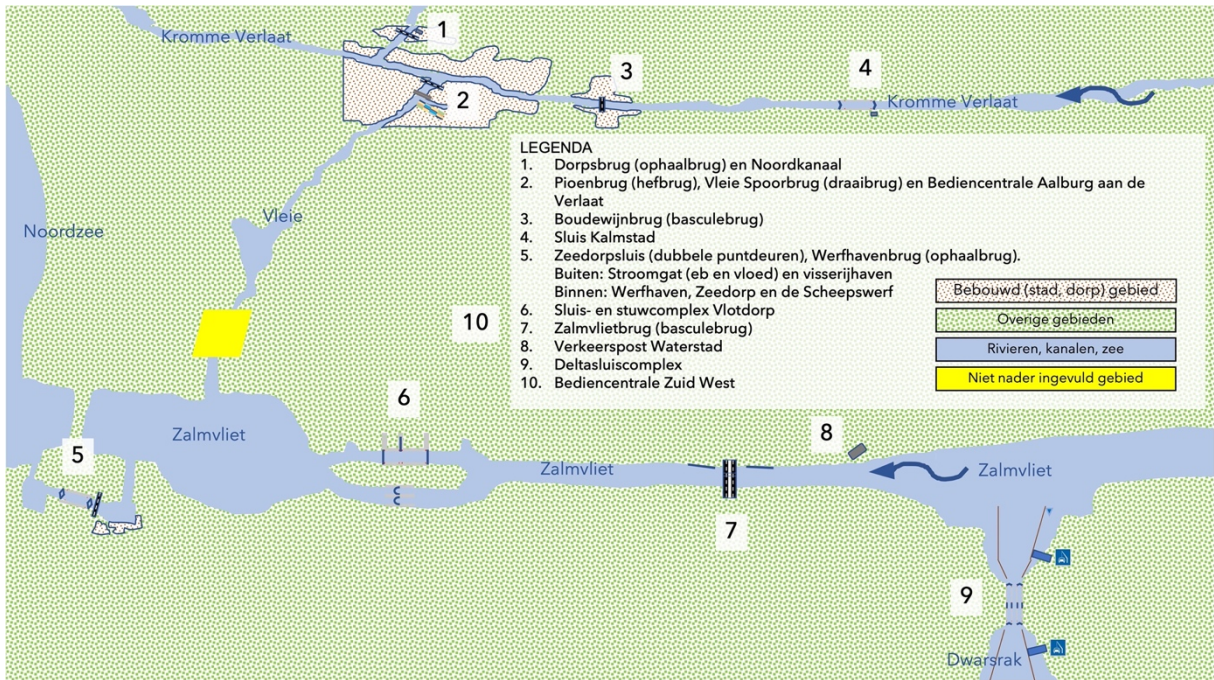 Kromme Verlaat
1
2
3
4
Kromme Verlaat
Vleie
Noordzee
LEGENDA
1. Dorpsbrug (ophaalbrug) en Noordkanaal
2. Pioenbrug (hefbrug), Vleie Spoorbrug (draaibrug) en Bediencentrale Aalburg aan de
Verlaat
3. Boudewijnbrug (basculebrug)
4. Sluis Kalmstad
5. Zeedorpsluis (dubbele puntdeuren), Werfhavenbrug (ophaalbrug).
Buiten: Stroomgat (eb en vloed) en visserijhaven
Binnen: Werfhaven, Zeedorp en de Scheepswerf
6. Sluis- en stuwcomplex Vlotdorp
7. Zalmvlietbrug (basculebrug)
8. Verkeerspost Waterstad
9. Deltasluiscomplex
10. Bediencentrale Zuid West
Bebouwd (stad, dorp) gebied
Overige gebieden
Rivieren, kanalen, zee
Niet nader ingevuld gebied
10
6
5
Zalmvliet
8
Zalmvliet
Zalmvliet
7
9
Dwarsrak